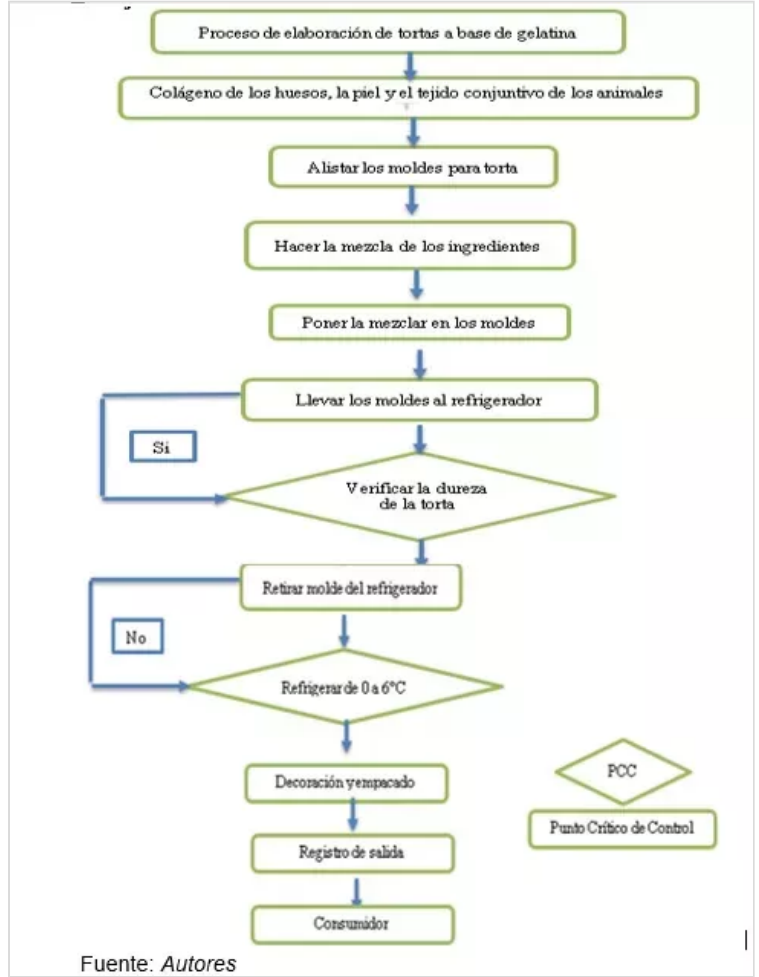 Proceso de elaboración de tortas a base de gelatina
Colágeno de los huesos, la piel y el tejido conjuntivo de los animales
Alistar los moldes para torta
Hacer la mezcla de los ingredientes
Poner la mezclar en los moldes
Llevar los moldes al refrigerador
Si
Verificar la dureza
de la torta
Retirar molde del refrigerador
No
Refrigerar de 0 a 6°C
Decoración y empacado
PCC
Punto Crítico de Control
Registro de salida
Consumidor
Fuente: Autores